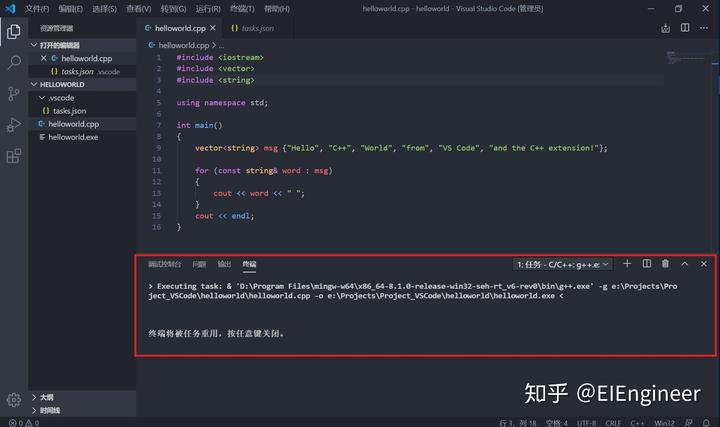 文件(F) 编辑(E) 选择(S) 查看(V) 转到(G) 运行(R) 终端(T) 帮助(H) helloworld.cpp - helloworld - Visual Studio Code [管理员]
资源管理器
打开的编辑器
helloworld.cpp
tasks.json .vscode
HELLOWORLD
.vscode
tasks.json
helloworld.cpp
helloworld.exe
大纲
时间线
helloworld.cpp tasks.json
helloworld.cpp > ...
1 #include <iostream>
2 #include <vector>
3 #include <string>
4
5 using namespace std;
6
7 int main()
8 {
9 vector<string> msg {"Hello", "C++", "World", "from", "VS Code", "and the C++ extension!"};
10
11 for (const string& word : msg)
12 {
13 cout << word << " ";
14 }
15 cout << endl;
16 }
调试控制台 问题 输出 终端 1: 任务 - C/C++: g++.e:
> Executing task: & 'D:\Program Files\mingw-w64\x86_64-8.1.0-release-win32-seh-rt_v6-rev0\bin\g++.exe' -g e:\Projects\Pro
ject_VSCode\helloworld\helloworld.cpp -o e:\Projects\Project_VSCode\helloworld\helloworld.exe <
终端将被任务重用，按任意键关闭。
知乎 @EIEngineer
0 0 行 3，列 18 空格: 4 UTF-8 CRLF C++ Win32